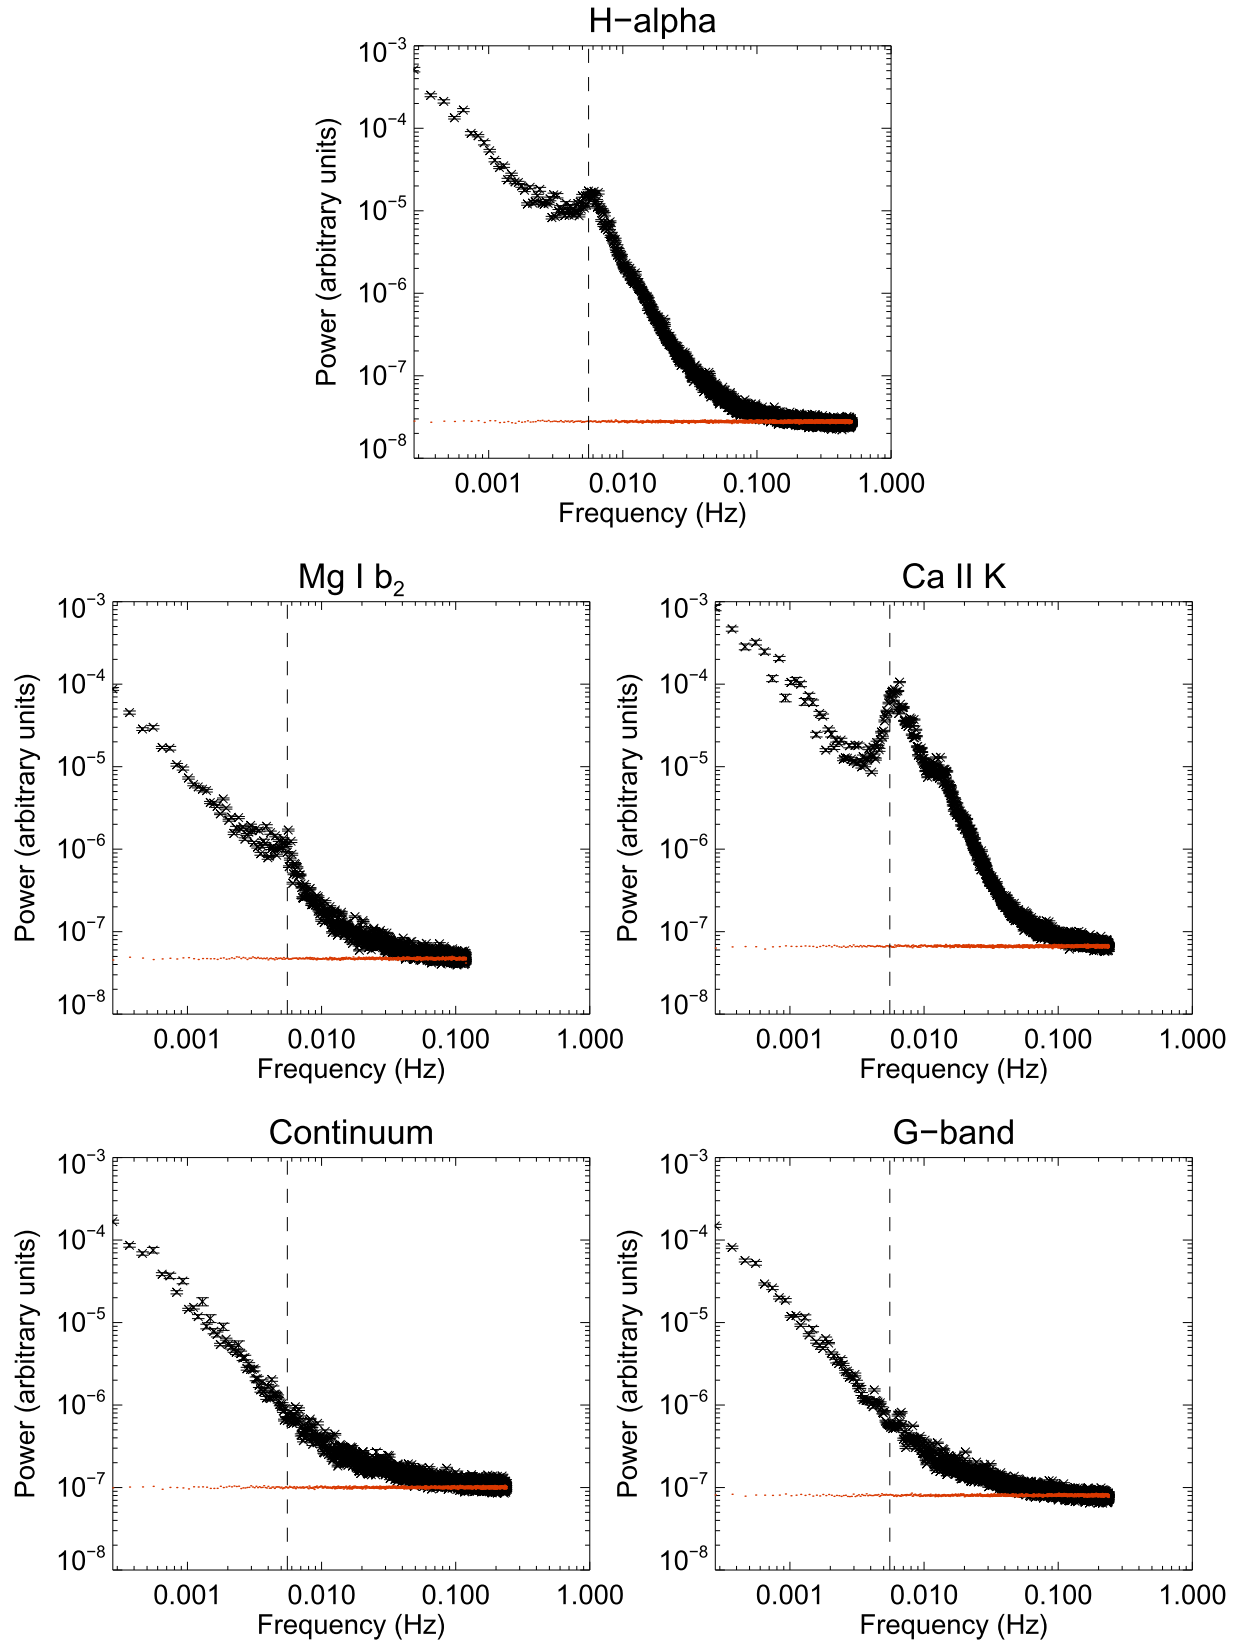 H−alpha
10⁻³
10⁻⁴
10⁻⁵
10⁻⁶
10⁻⁷
10⁻⁸
Power (arbitrary units)
0.001 0.010 0.100 1.000
Frequency (Hz)
Mg I b₂
10⁻³
10⁻⁴
10⁻⁵
10⁻⁶
10⁻⁷
10⁻⁸
Power (arbitrary units)
0.001 0.010 0.100 1.000
Frequency (Hz)
Ca II K
10⁻³
10⁻⁴
10⁻⁵
10⁻⁶
10⁻⁷
10⁻⁸
Power (arbitrary units)
0.001 0.010 0.100 1.000
Frequency (Hz)
Continuum
10⁻³
10⁻⁴
10⁻⁵
10⁻⁶
10⁻⁷
10⁻⁸
Power (arbitrary units)
0.001 0.010 0.100 1.000
Frequency (Hz)
G−band
10⁻³
10⁻⁴
10⁻⁵
10⁻⁶
10⁻⁷
10⁻⁸
Power (arbitrary units)
0.001 0.010 0.100 1.000
Frequency (Hz)